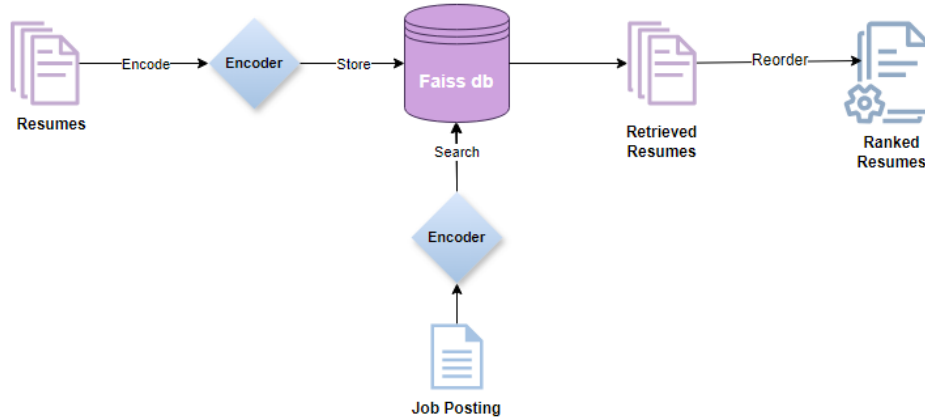 Resumes
Encode
Encoder
Store
Faiss db
Retrieved
Resumes
Reorder
Ranked
Resumes
Search
Encoder
Job Posting